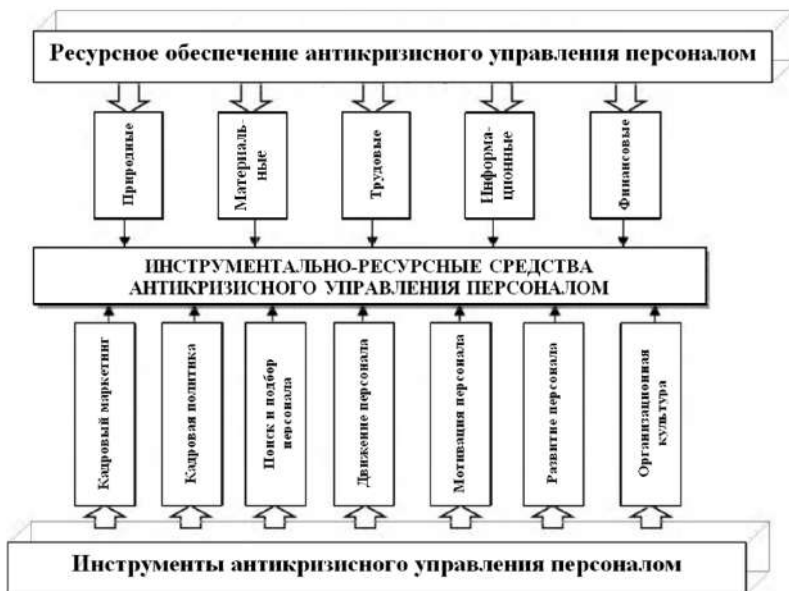 Ресурсное обеспечение антикризисного управления персоналом
Природные
Материаль-
ные
Трудовые
Информа-
ционные
Финансовые
ИНСТРУМЕНТАЛЬНО-РЕСУРСНЫЕ СРЕДСТВА
АНТИКРИЗИСНОГО УПРАВЛЕНИЯ ПЕРСОНАЛОМ
Кадровый маркетинг
Кадровая политика
Поиск и подбор
персонала
Движение персонала
Мотивация персонала
Развитие персонала
Организационная
культура
Инструменты антикризисного управления персоналом